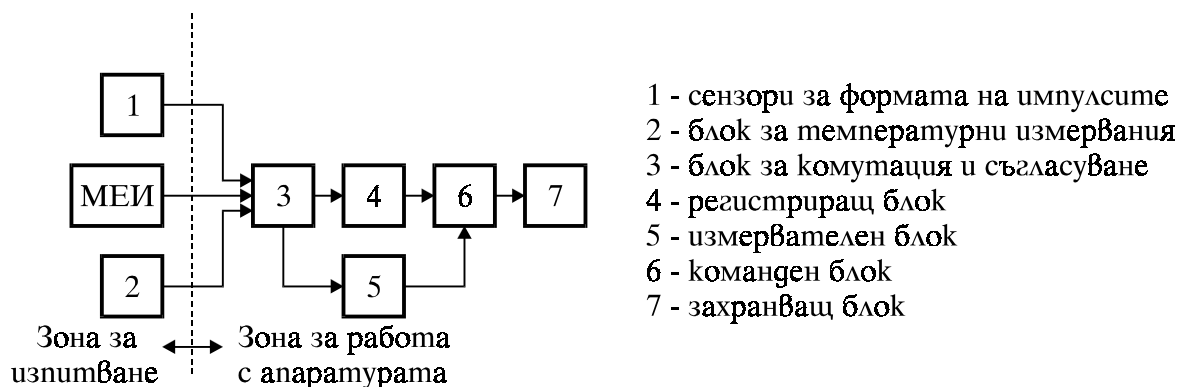 1
МЕИ
2
3
4
5
6
7
Зона за
изпитване
Зона за работа
с апаратурата
1 - сензори за формата на импулсите
2 - блок за температурни измервания
3 - блок за комутация и съгласуване
4 - регистриращ блок
5 - измервателен блок
6 - команден блок
7 - захранващ блок